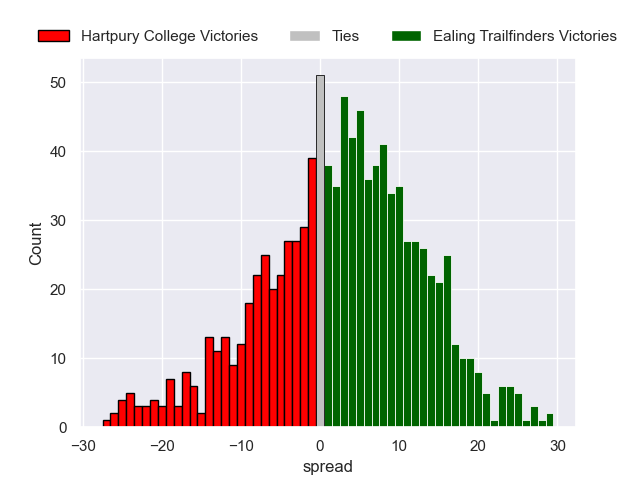 Hartpury College Victories Ties Ealing Trailfinders Victories
50
40
30
20
10
0
Count
−30 −20 −10 0 10 20 30
spread